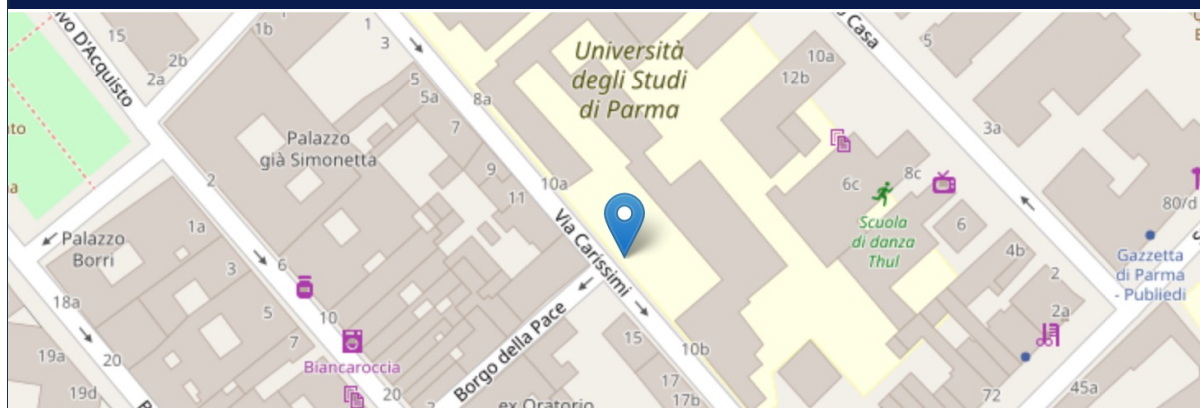 vo D'Acquisto
15
2b
2a
1b
1
3
5
5a
8a
7
Università
degli Studi
di Parma
10a
12b
Casa
5
3a
Palazzo
già Simonetta
9
11
10a
2
6c
8c
Scuola
di danza
Thul
6
4b
2
2a
80/d
Gazzetta
di Parma
- Publiedi
Palazzo
Borri
1a
3
6
5
7
10
18a
19a
20
19d
Biancaroccia
20
Via Carissimi
Borgo della Pace
15
10b
17
17b
ex Oratorio
72
45a